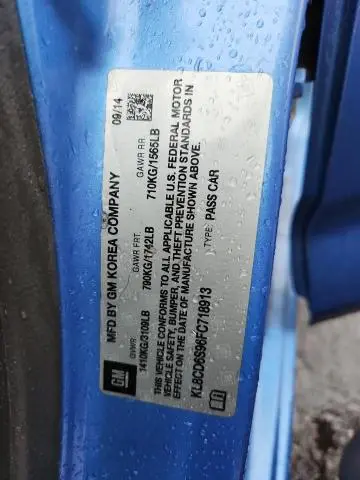 MFD BY GM KOREA COMPANY 09/14
GVWR GAWR FRT GAWR RR
1410KG/3109LB 790KG/1742LB 710KG/1565LB
THIS VEHICLE CONFORMS TO ALL APPLICABLE U.S. FEDERAL MOTOR
VEHICLE SAFETY, BUMPER, AND THEFT PREVENTION STANDARDS IN
EFFECT ON THE DATE OF MANUFACTURE SHOWN ABOVE.
TYPE: PASS CAR
KL8CD6S96FC718913
GM